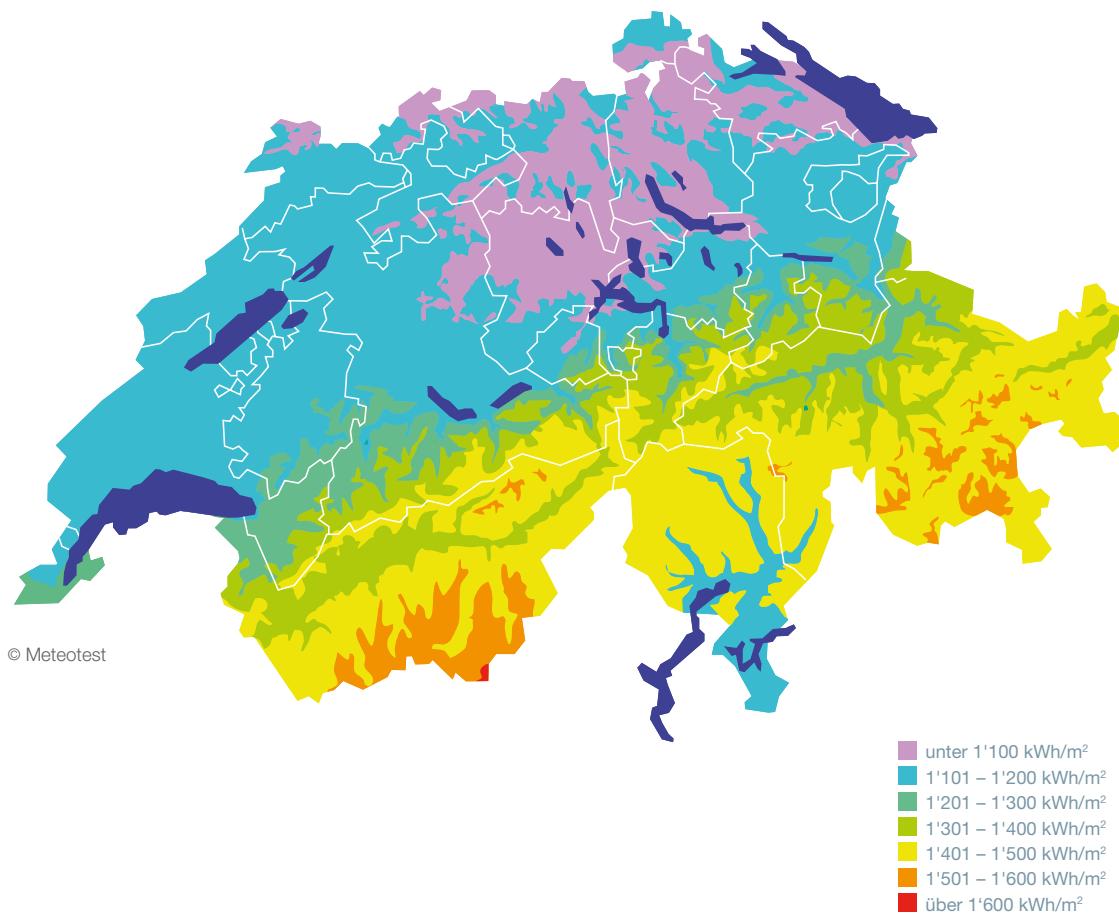 © Meteotest
unter 1'100 kWh/m²
1'101 – 1'200 kWh/m²
1'201 – 1'300 kWh/m²
1'301 – 1'400 kWh/m²
1'401 – 1'500 kWh/m²
1'501 – 1'600 kWh/m²
über 1'600 kWh/m²